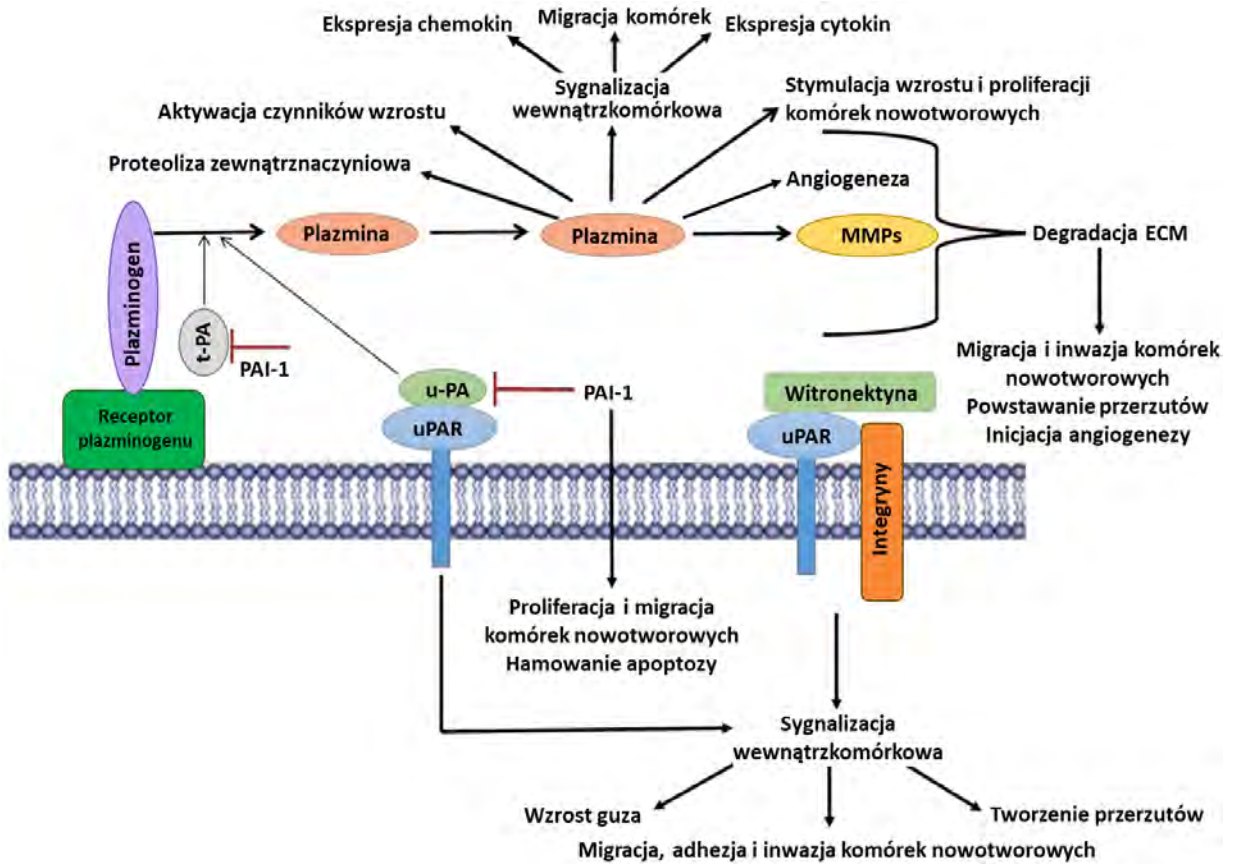 Migracja komórek
Ekspresja chemokin
Ekspresja cytokin
Sygnalizacja
wewnątrzkomórkowa
Stymulacja wzrostu i proliferacji
komórek nowotworowych
Aktywacja czynników wzrostu
Proteoliza zewnątrznaczyniowa
Angiogeneza
Plazminogen
Plazmina
Plazmina
MMPs
Degradacja ECM
t-PA
PAI-1
Receptor
plazminogenu
u-PA
uPAR
PAI-1
Witronektyna
uPAR
Integryny
Migracja i inwazja komórek
nowotworowych
Powstawanie przerzutów
Inicjacja angiogenezy
Proliferacja i migracja
komórek nowotworowych
Hamowanie apoptozy
Sygnalizacja
wewnątrzkomórkowa
Wzrost guza
Tworzenie przerzutów
Migracja, adhezja i inwazja komórek nowotworowych